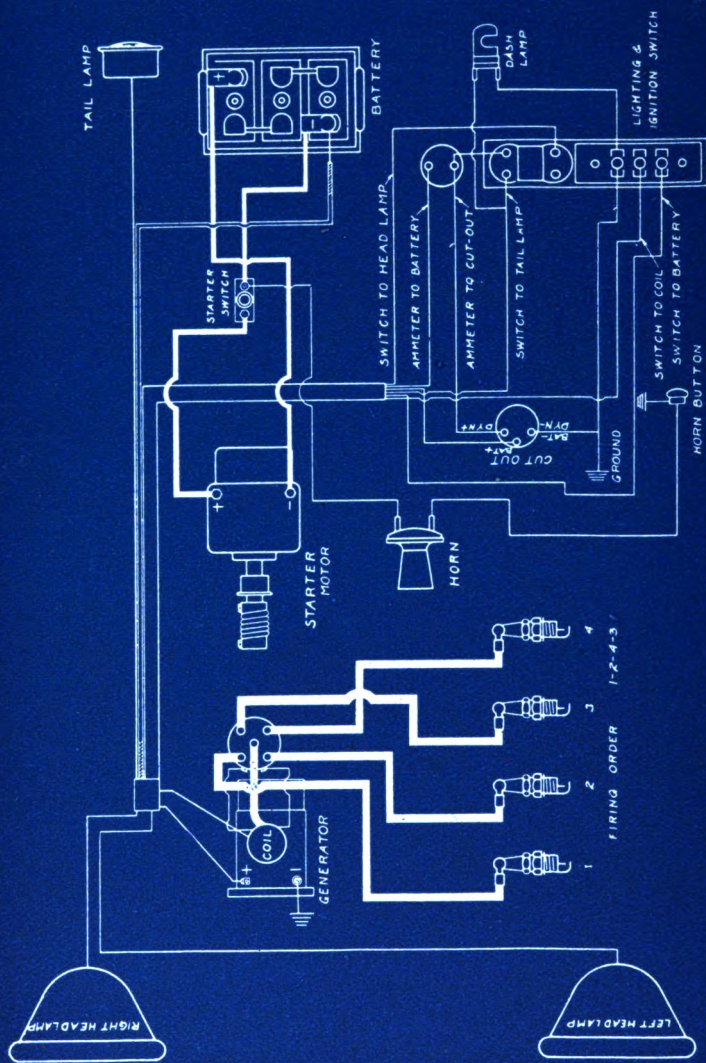 TAIL LAMP
BATTERY
+
-
DASH
LAMP
LIGHTING &
IGNITION SWITCH
STARTER
SWITCH
SWITCH TO HEAD LAMP
AMMETER TO BATTERY
AMMETER TO CUT-OUT
SWITCH TO TAIL LAMP
SWITCH TO COIL
SWITCH TO BATTERY
HORN BUTTON
DYN+
DYN-
BAT+
BAT-
CUT OUT
GROUND
+
-
STARTER
MOTOR
HORN
COIL
+
-
GENERATOR
1
2
3
4
FIRING ORDER 1-2-4-3
RIGHT HEADLAMP
LEFT HEADLAMP